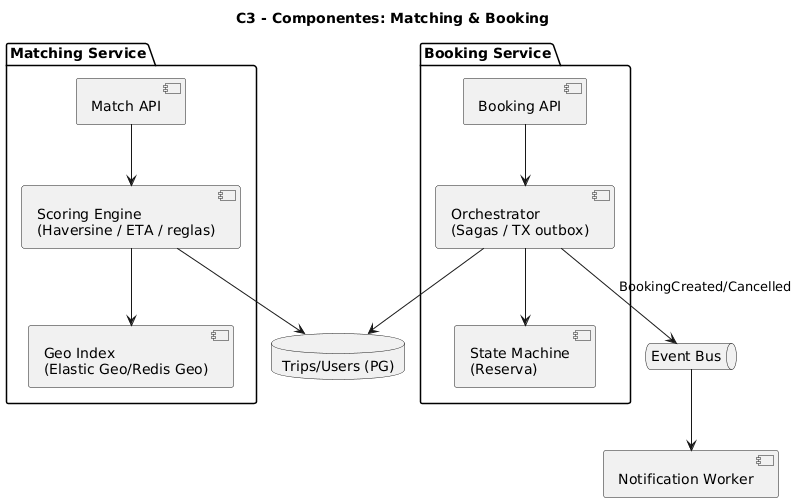 C3 - Componentes: Matching & Booking
Matching Service
Booking Service
Match API
Booking API
Scoring Engine
(Haversine / ETA / reglas)
Orchestrator
(Sagas / TX outbox)
BookingCreated/Cancelled
Geo Index
(Elastic Geo/Redis Geo)
Trips/Users (PG)
State Machine
(Reserva)
Event Bus
Notification Worker